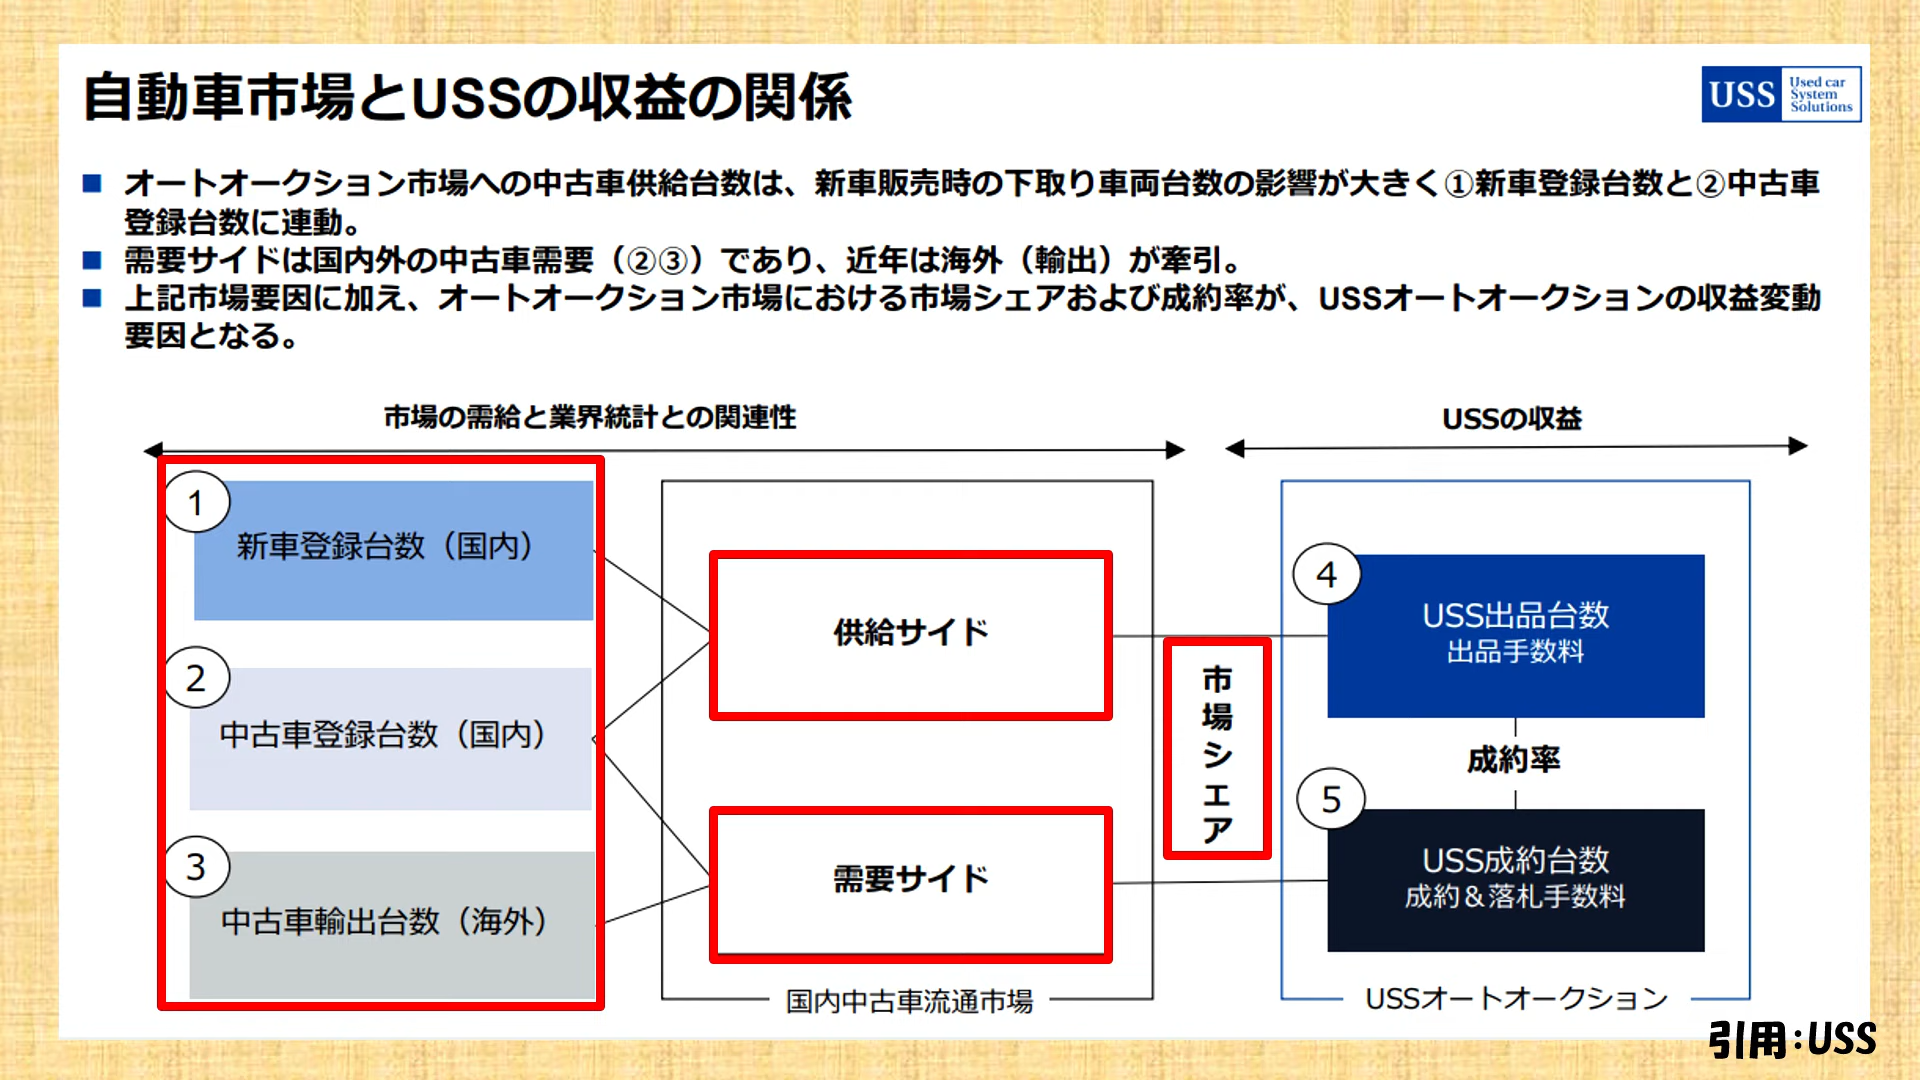 自動車市場とUSSの収益の関係
USS
Used car
System
Solutions
■ オートオークション市場への中古車供給台数は、新車販売時の下取り車両台数の影響が大きく①新車登録台数と②中古車
登録台数に連動。
■ 需要サイドは国内外の中古車需要（②③）であり、近年は海外（輸出）が牽引。
■ 上記市場要因に加え、オートオークション市場における市場シェアおよび成約率が、USSオートオークションの収益変動
要因となる。
市場の需給と業界統計との関連性
USSの収益
1
新車登録台数（国内）
2
中古車登録台数（国内）
3
中古車輸出台数（海外）
供給サイド
需要サイド
国内中古車流通市場
市場シェア
4
USS出品台数
出品手数料
成約率
5
USS成約台数
成約＆落札手数料
USSオートオークション
引用:USS